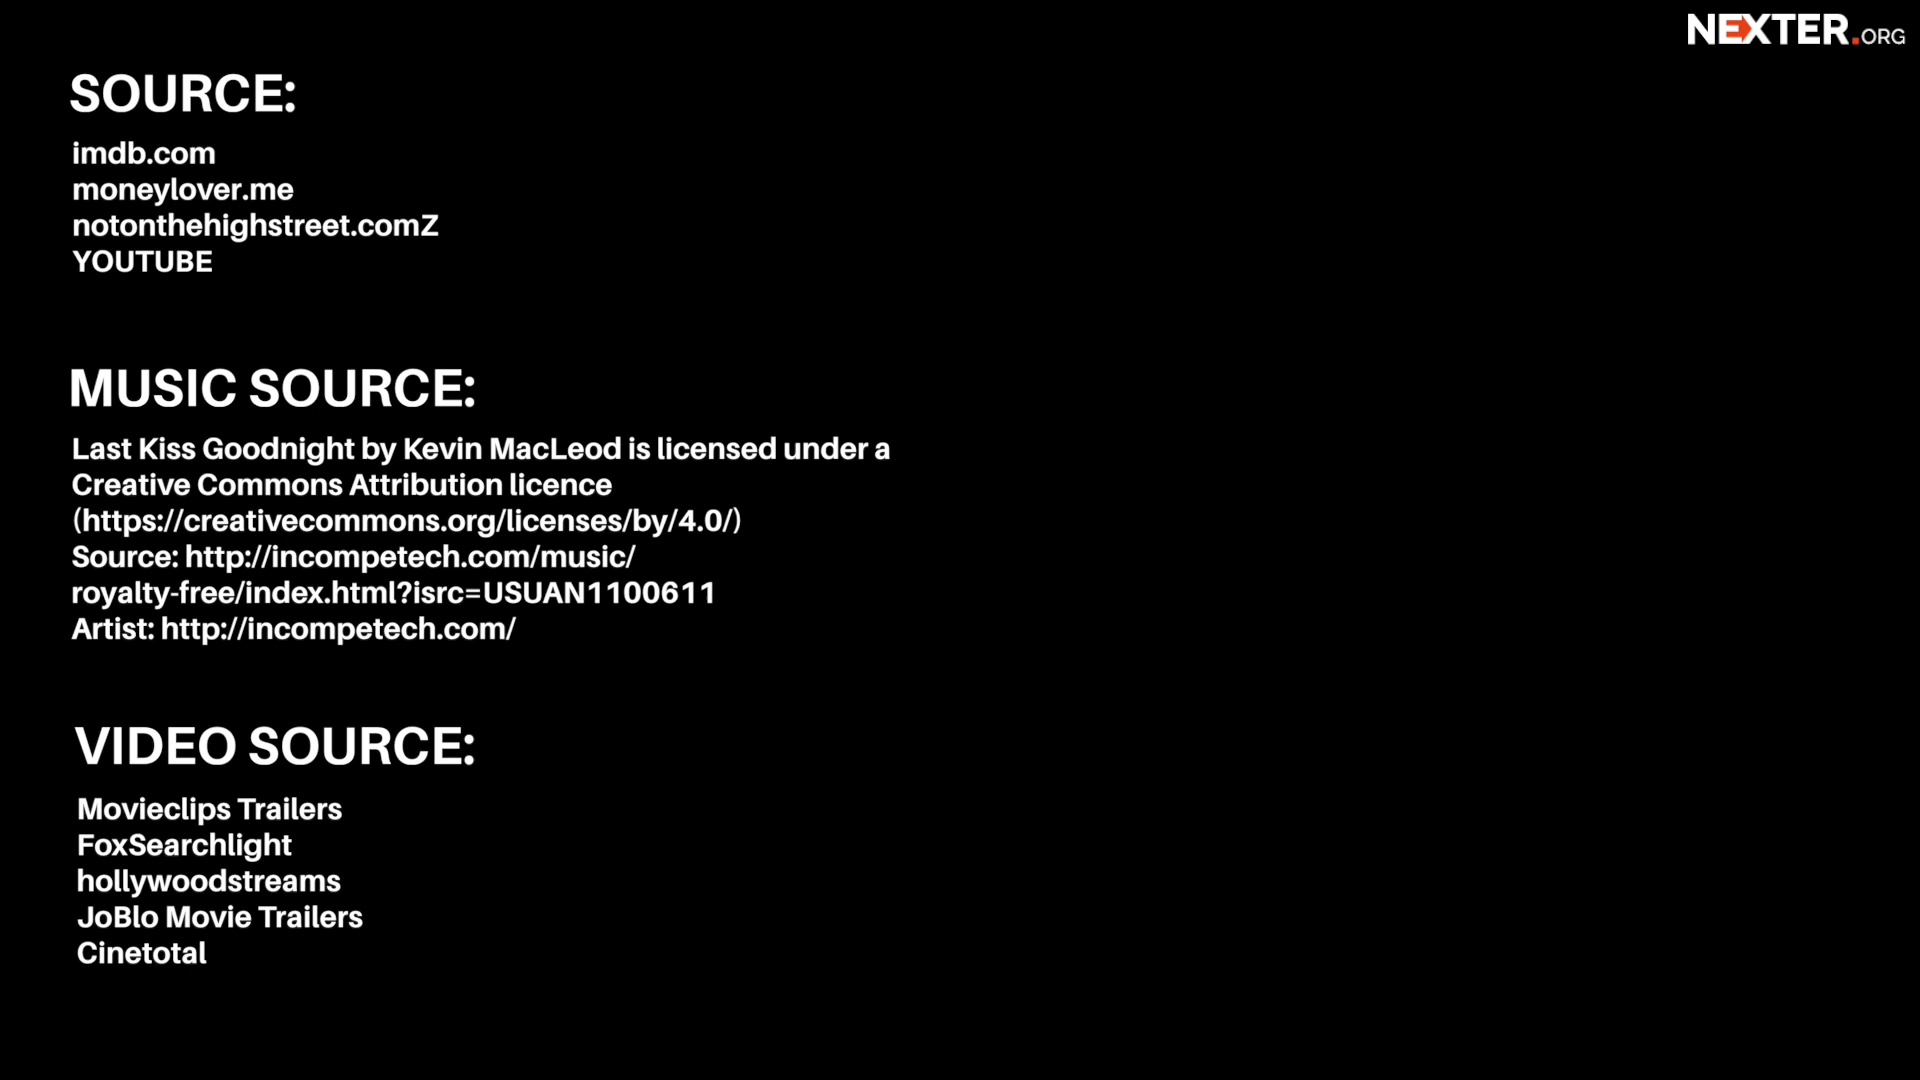 NEXTER.ORG
SOURCE:
imdb.com
moneylover.me
notonthehighstreet.comZ
YOUTUBE
MUSIC SOURCE:
Last Kiss Goodnight by Kevin MacLeod is licensed under a
Creative Commons Attribution licence
(https://creativecommons.org/licenses/by/4.0/)
Source: http://incompetech.com/music/
royalty-free/index.html?isrc=USUAN1100611
Artist: http://incompetech.com/
VIDEO SOURCE:
Movieclips Trailers
FoxSearchlight
hollywoodstreams
JoBlo Movie Trailers
Cinetotal